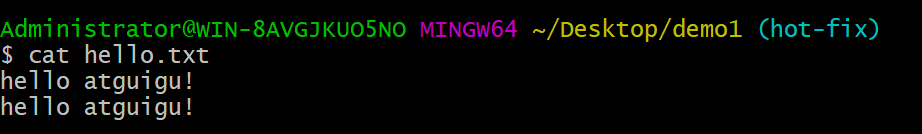 Administrator@WIN-8AVGJKUO5NO MINGW64 ~/Desktop/demo1 (hot-fix)
$ cat hello.txt
hello atguigu!
hello atguigu!